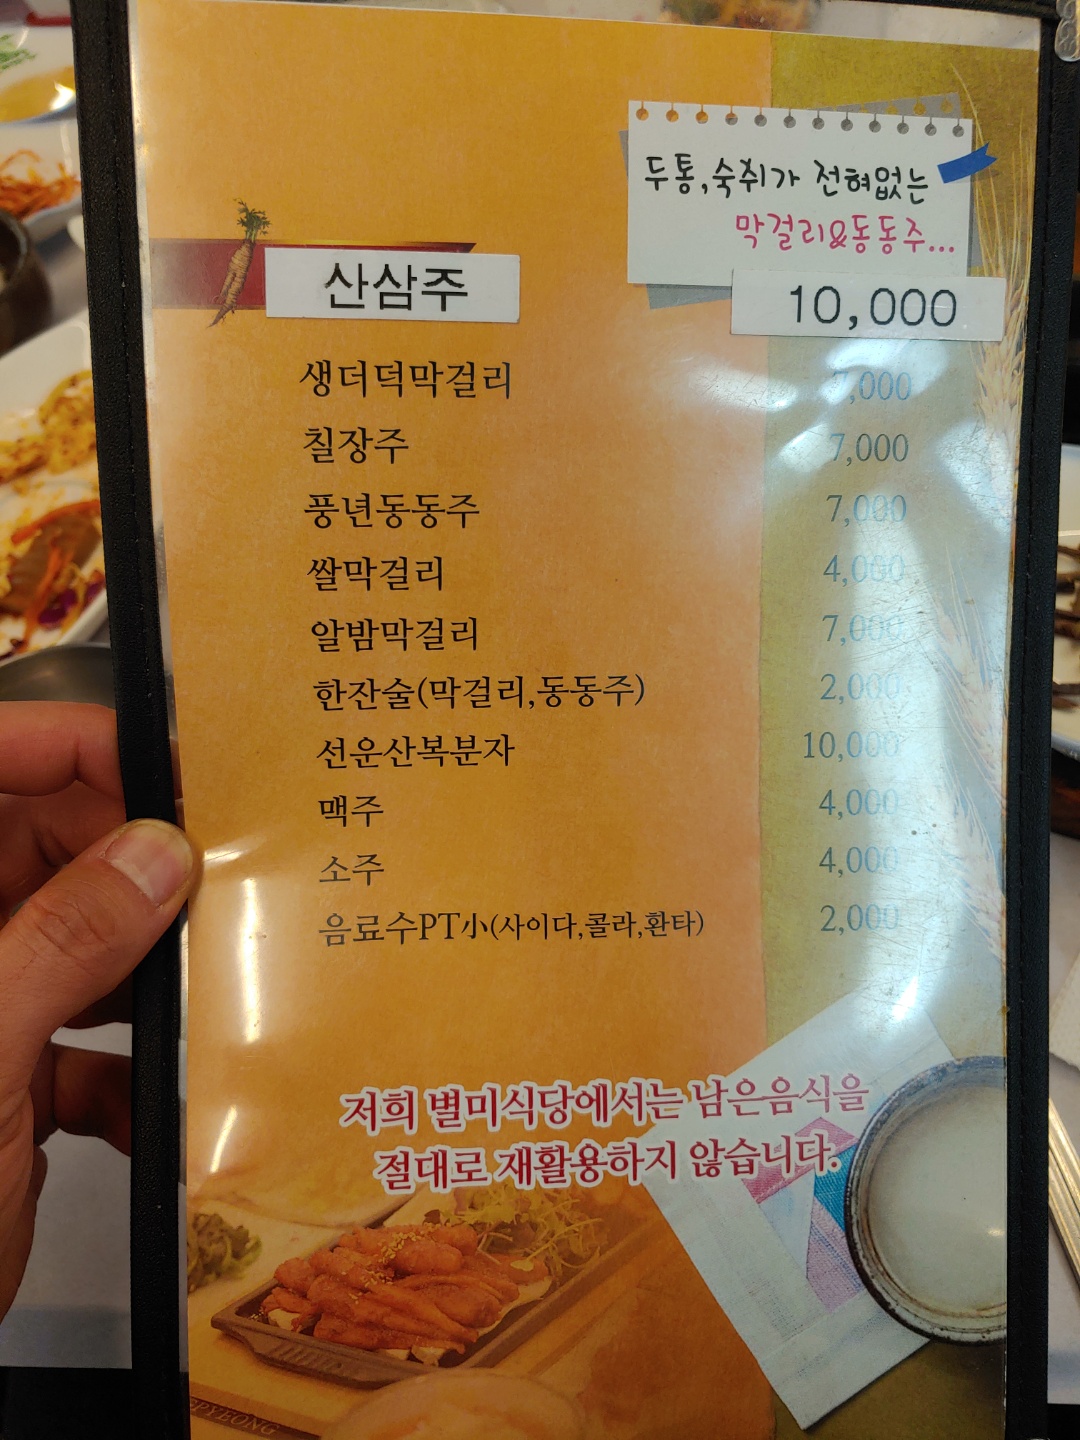 두통,숙취가 전혀없는
막걸리&동동주...
산삼주 10,000
생더덕막걸리 7,000
칠장주 7,000
풍년동동주 7,000
쌀막걸리 4,000
알밤막걸리 7,000
한잔술(막걸리,동동주) 2,000
선운산복분자 10,000
맥주 4,000
소주 4,000
음료수PT小(사이다,콜라,환타) 2,000
저희 별미식당에서는 남은음식을
절대로 재활용하지 않습니다.